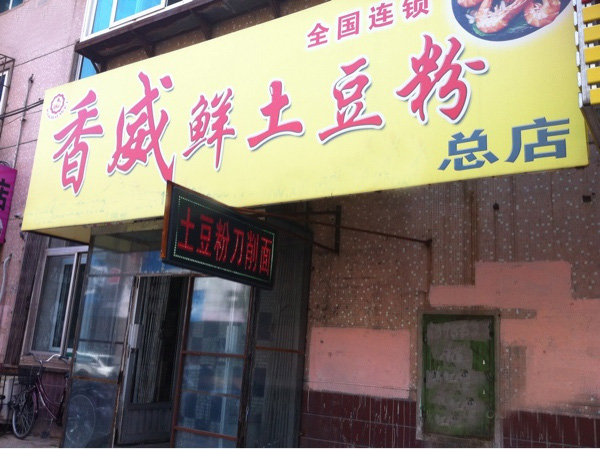 全国连锁
香威鲜土豆粉
总店
土豆粉刀削面